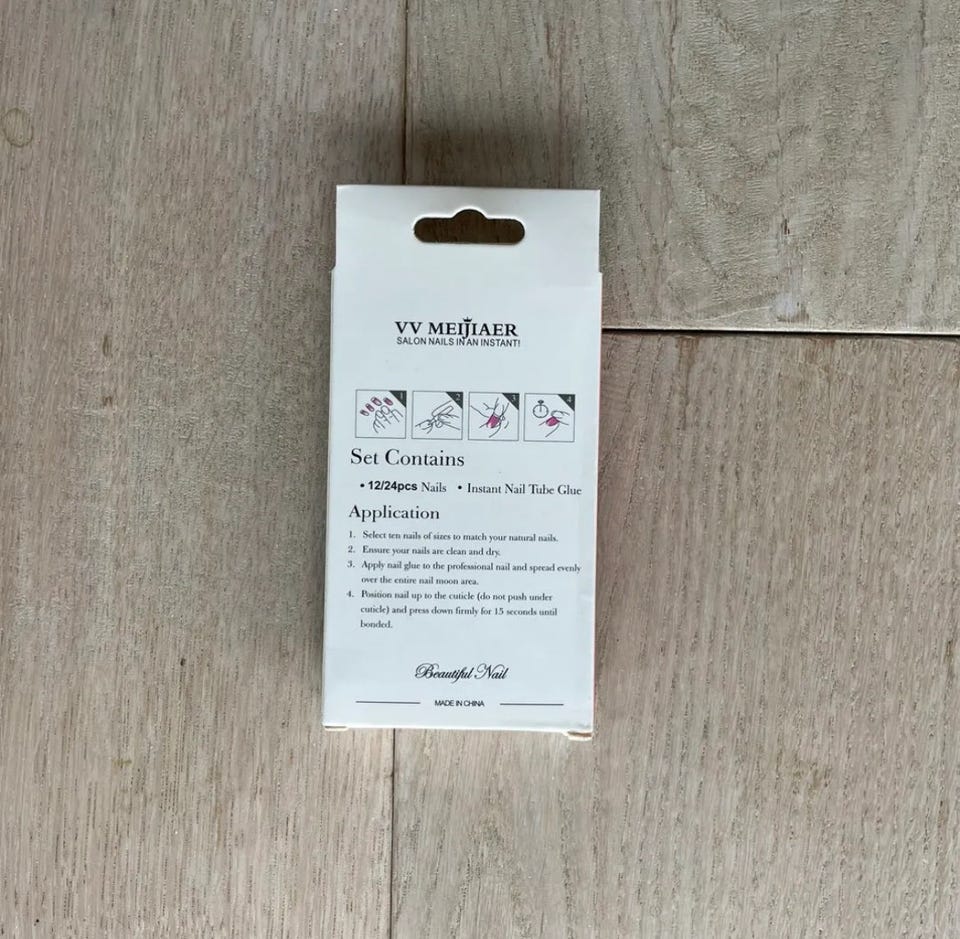 VV MEIJIAER
SALON NAILS IN AN INSTANT!
1 2 3 4
Set Contains
• 12/24pcs Nails • Instant Nail Tube Glue
Application
1. Select ten nails of sizes to match your natural nails.
2. Ensure your nails are clean and dry.
3. Apply nail glue to the professional nail and spread evenly
over the entire nail moon area.
4. Position nail up to the cuticle (do not push under
cuticle) and press down firmly for 15 seconds until
bonded.
Beautiful Nail
MADE IN CHINA